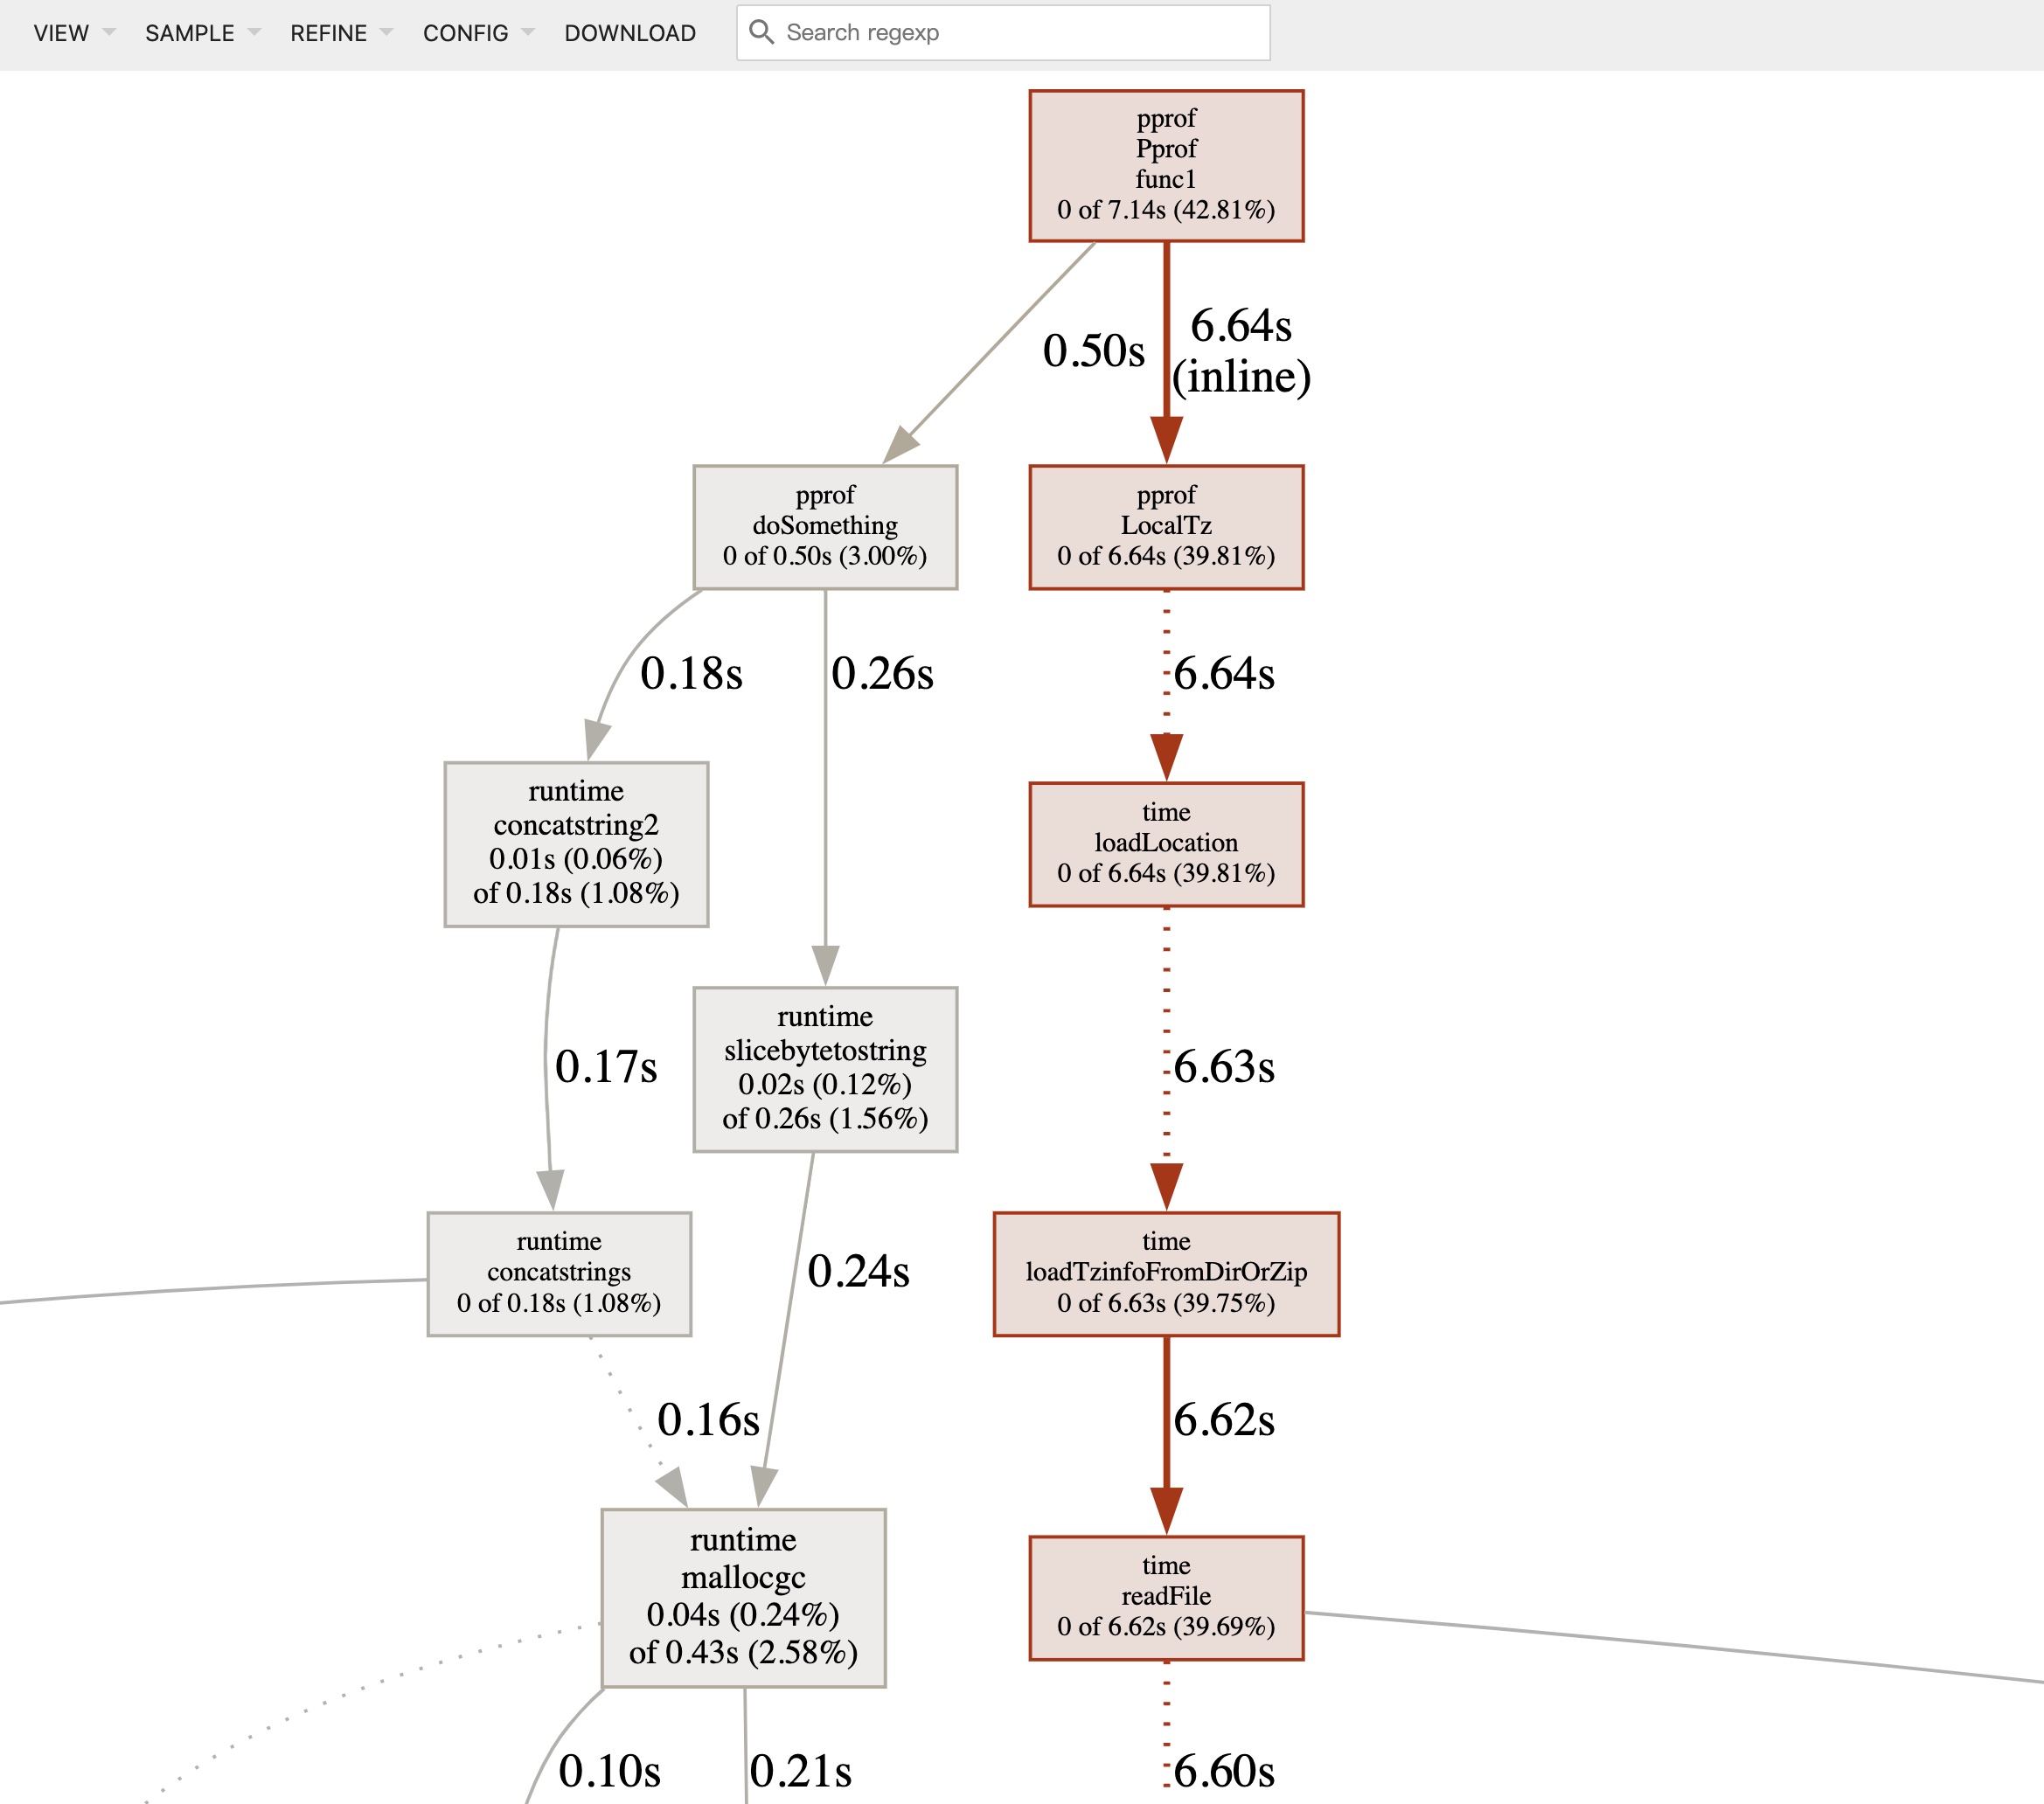 VIEW
SAMPLE
REFINE
CONFIG
DOWNLOAD
Search regexp
pprof
Pprof
func1
0 of 7.14s (42.81%)
0.50s
6.64s
(inline)
pprof
doSomething
0 of 0.50s (3.00%)
pprof
LocalTz
0 of 6.64s (39.81%)
0.18s
0.26s
6.64s
runtime
concatstring2
0.01s (0.06%)
of 0.18s (1.08%)
time
loadLocation
0 of 6.64s (39.81%)
runtime
slicebytetostring
0.02s (0.12%)
of 0.26s (1.56%)
0.17s
6.63s
runtime
concatstrings
0 of 0.18s (1.08%)
0.24s
time
loadTzinfoFromDirOrZip
0 of 6.63s (39.75%)
0.16s
6.62s
runtime
mallocgc
0.04s (0.24%)
of 0.43s (2.58%)
time
readFile
0 of 6.62s (39.69%)
0.10s
0.21s
6.60s